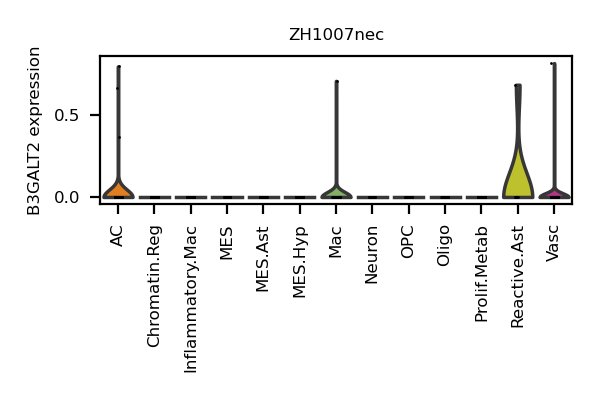 ZH1007nec
B3GALT2 expression
0.5
0.0
AC
Chromatin.Reg
Inflammatory.Mac
MES
MES.Ast
MES.Hyp
Mac
Neuron
OPC
Oligo
Prolif.Metab
Reactive.Ast
Vasc